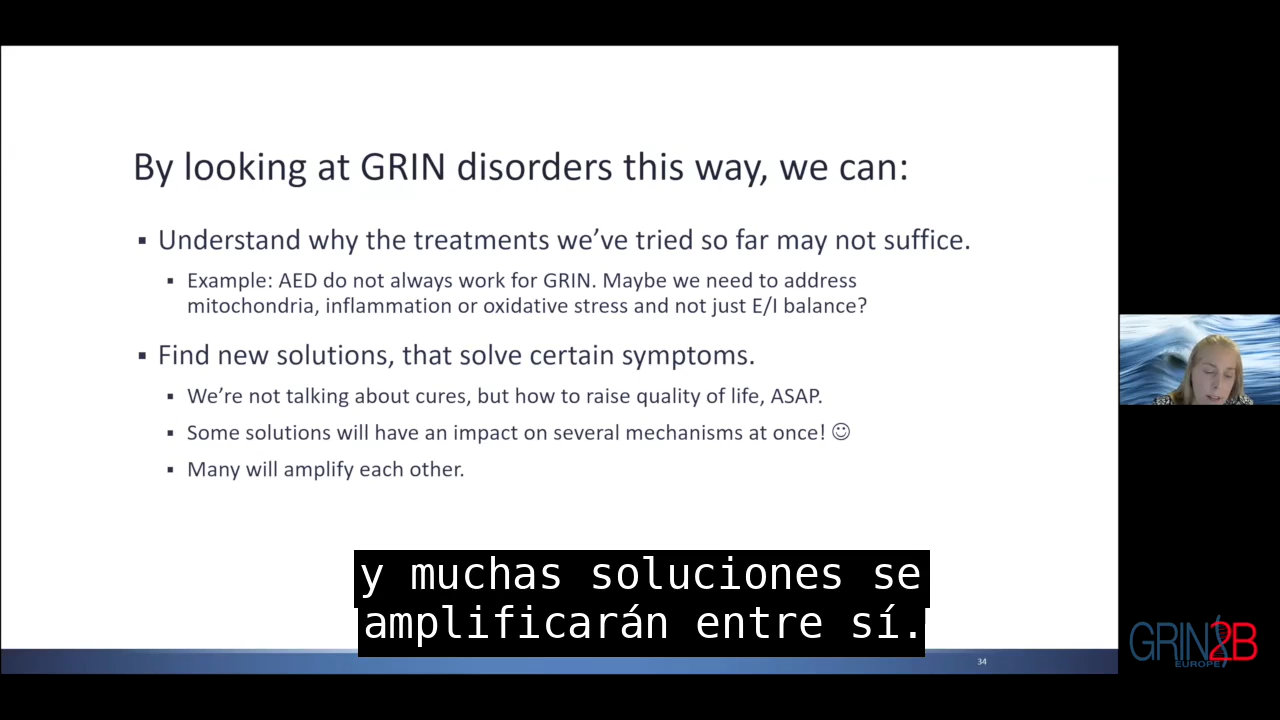 By looking at GRIN disorders this way, we can:
▪ Understand why the treatments we’ve tried so far may not suffice.
▪ Example: AED do not always work for GRIN. Maybe we need to address
mitochondria, inflammation or oxidative stress and not just E/I balance?
▪ Find new solutions, that solve certain symptoms.
▪ We’re not talking about cures, but how to raise quality of life, ASAP.
▪ Some solutions will have an impact on several mechanisms at once! ☺
▪ Many will amplify each other.
y muchas soluciones se
amplificarán entre sí.
34
GRIN2B
EUROPE